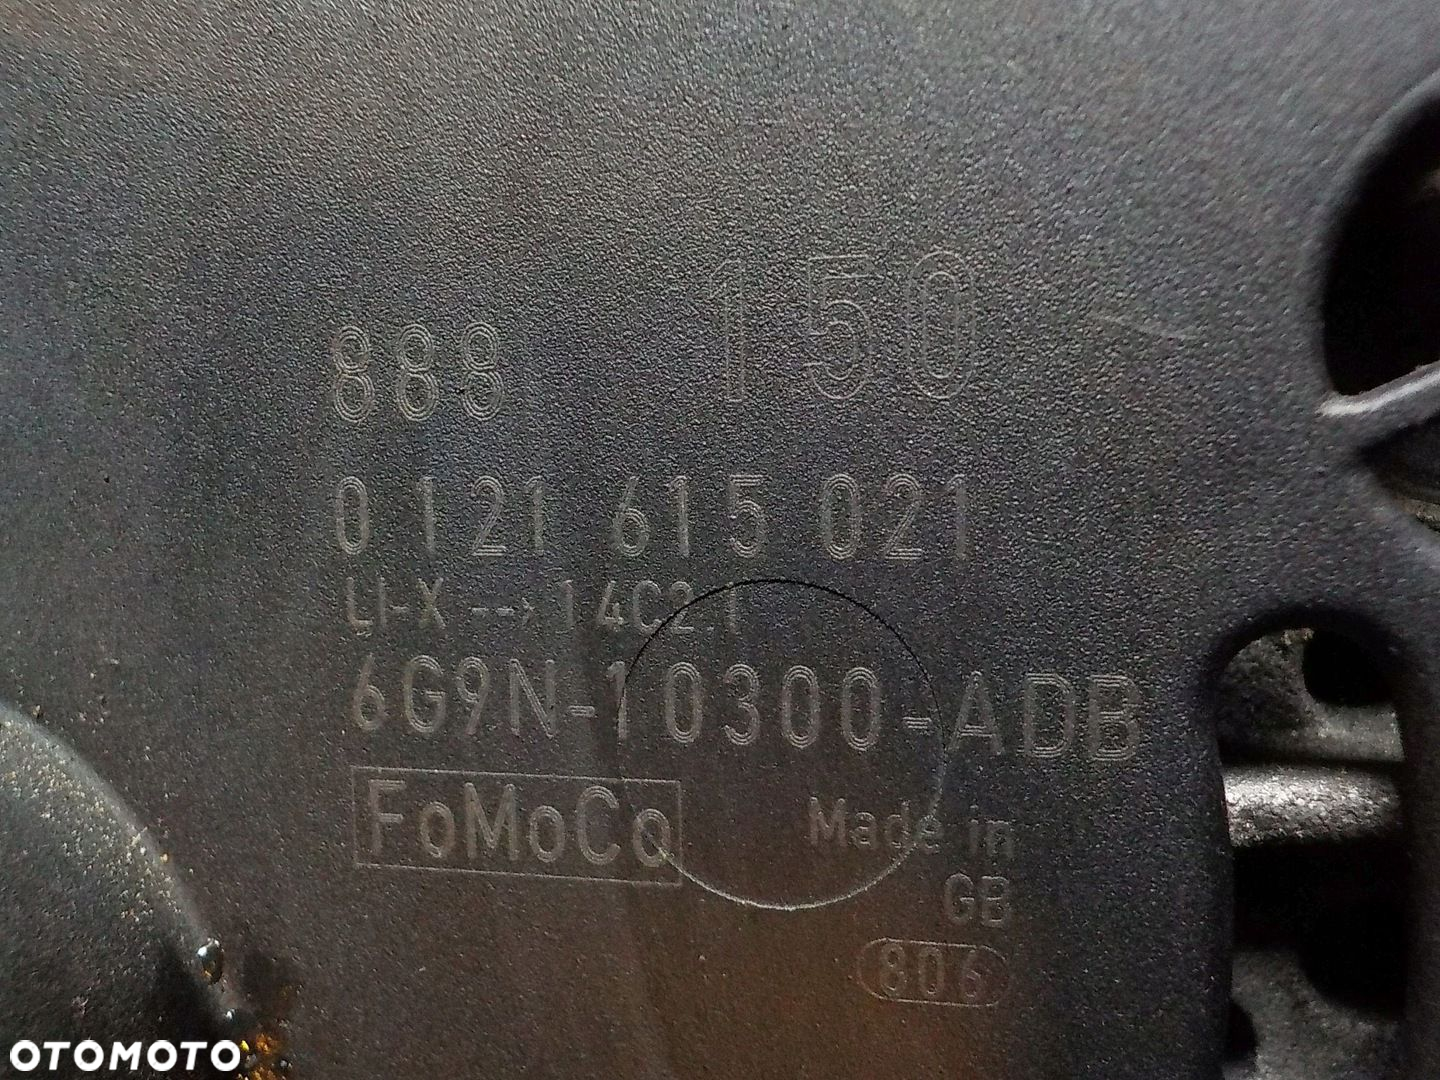 150
888
0 121 615 021
LI-X --> 14C2.1
6G9N-10300-ADB
FoMoCo
Made in
GB
806
OTOMOTO